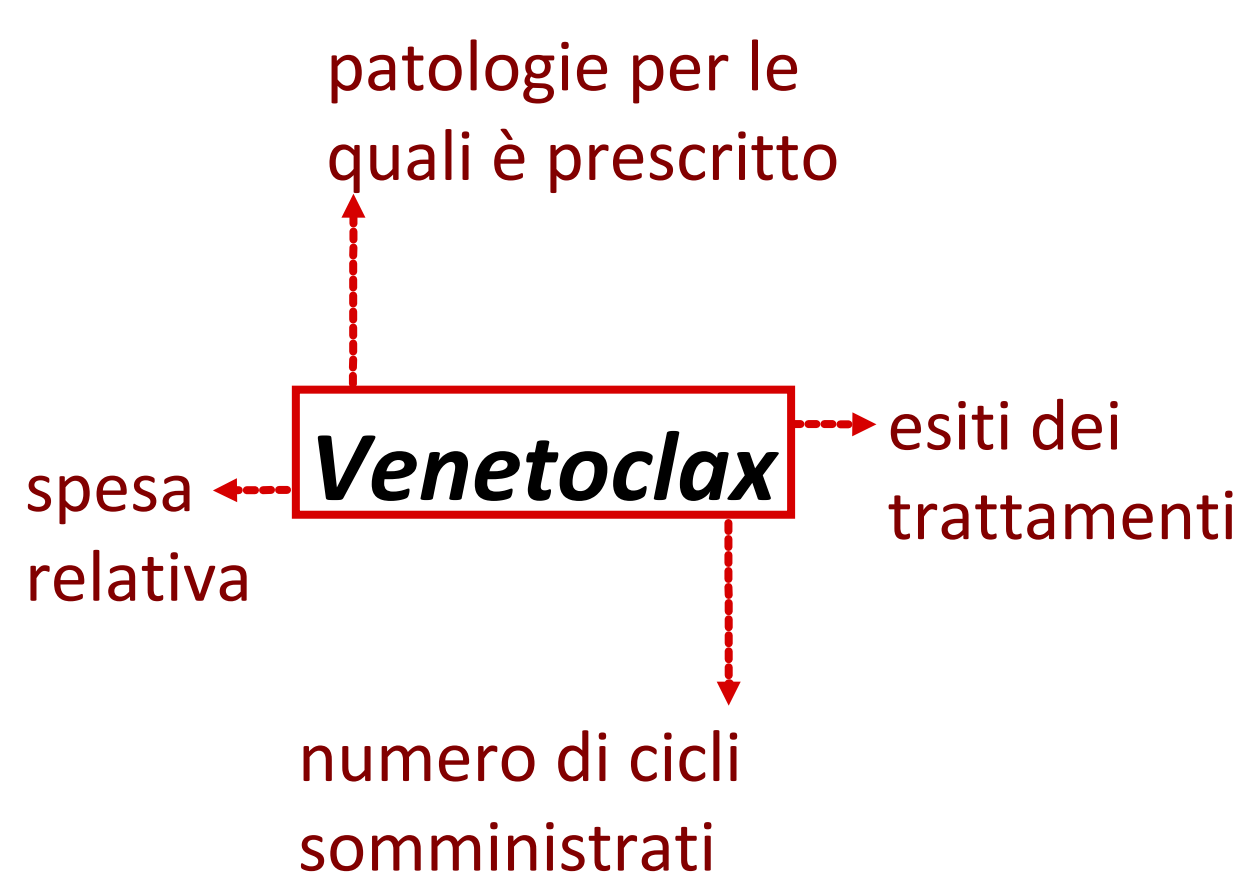 patologie per le
quali è prescritto
Venetoclax
esiti dei
trattamenti
spesa
relativa
numero di cicli
somministrati